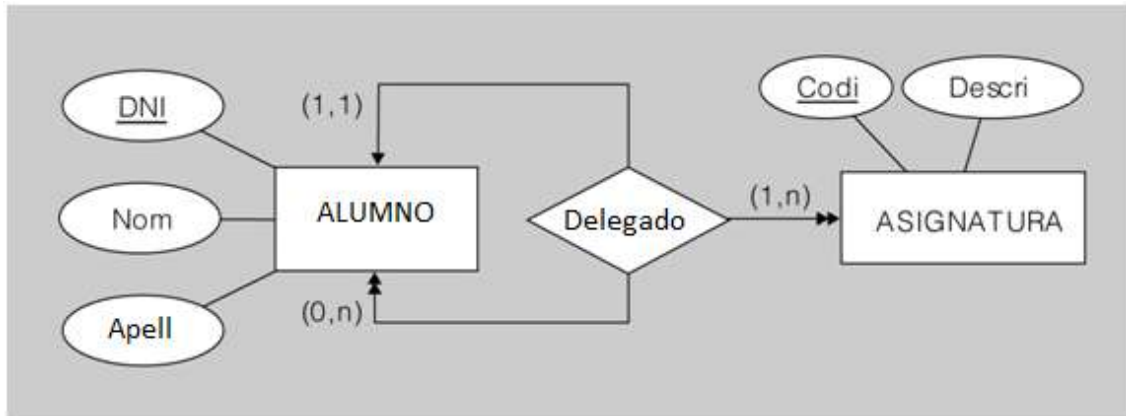 DNI
Nom
Apell
ALUMNO
(1,1)
(0,n)
Delegado
(1,n)
Codi
Descri
ASIGNATURA